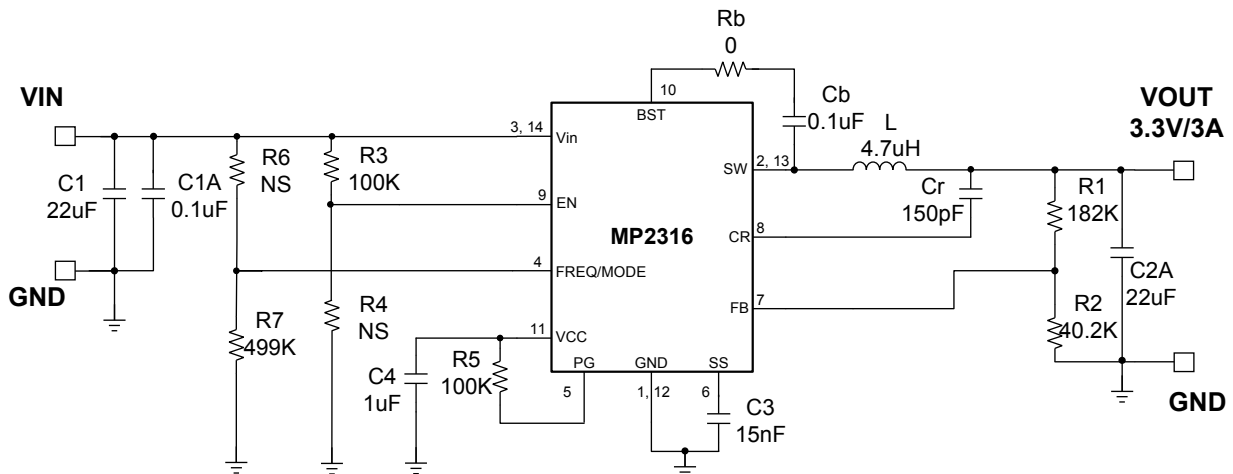 Rb
0
10
BST
Cb
0.1uF
VIN
3, 14
Vin
VOUT
3.3V/3A
L
4.7uH
SW
2, 13
R6
NS
R3
100K
C1
22uF
C1A
0.1uF
9
EN
Cr
150pF
R1
182K
MP2316
CR
8
4
FREQ/MODE
GND
C2A
22uF
R4
NS
FB
7
R2
40.2K
R7
499K
11
VCC
R5
100K
PG
GND
SS
C4
1uF
5
1, 12
6
C3
15nF
GND